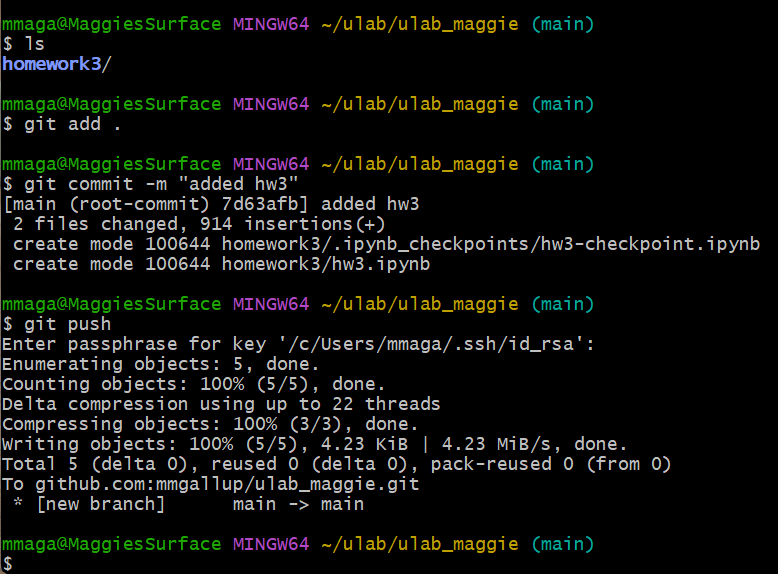 mmaga@MaggiesSurface MINGW64 ~/ulab/ulab_maggie (main)
$ ls
homework3/
mmaga@MaggiesSurface MINGW64 ~/ulab/ulab_maggie (main)
$ git add .
mmaga@MaggiesSurface MINGW64 ~/ulab/ulab_maggie (main)
$ git commit -m "added hw3"
[main (root-commit) 7d63afb] added hw3
 2 files changed, 914 insertions(+)
 create mode 100644 homework3/.ipynb_checkpoints/hw3-checkpoint.ipynb
 create mode 100644 homework3/hw3.ipynb
mmaga@MaggiesSurface MINGW64 ~/ulab/ulab_maggie (main)
$ git push
Enter passphrase for key '/c/Users/mmaga/.ssh/id_rsa':
Enumerating objects: 5, done.
Counting objects: 100% (5/5), done.
Delta compression using up to 22 threads
Compressing objects: 100% (3/3), done.
Writing objects: 100% (5/5), 4.23 KiB | 4.23 MiB/s, done.
Total 5 (delta 0), reused 0 (delta 0), pack-reused 0 (from 0)
To github.com:mmgallup/ulab_maggie.git
 * [new branch]      main -> main
mmaga@MaggiesSurface MINGW64 ~/ulab/ulab_maggie (main)
$